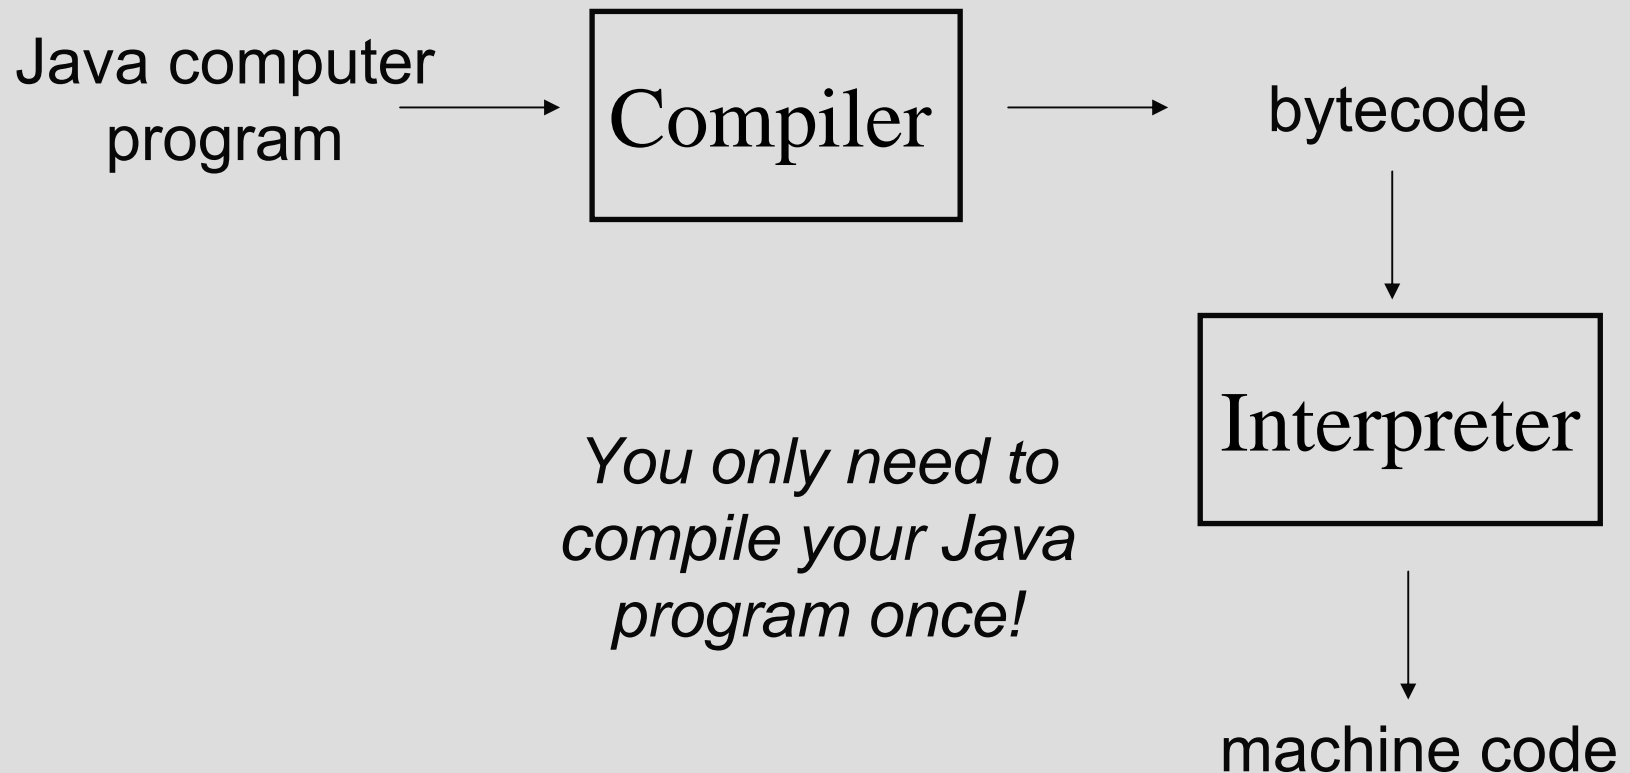 Java computer
program
Compiler
bytecode
Interpreter
You only need to
compile your Java
program once!
machine code